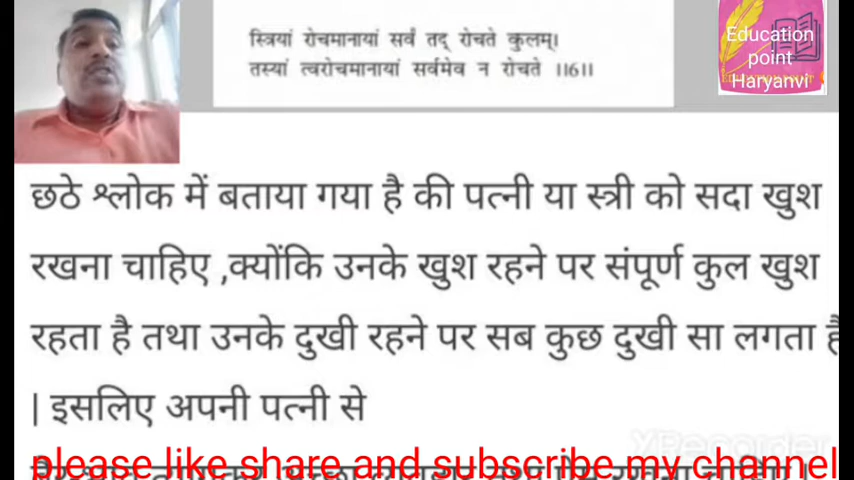 स्त्रियां रोचमानायां सर्वं तद् रोचते कुलम्।
तस्यां त्वरोचमानायां सर्वमेव न रोचते ।।6।।
Education
point
Haryanvi
छठे श्लोक में बताया गया है की पत्नी या स्त्री को सदा खुश
रखना चाहिए ,क्योंकि उनके खुश रहने पर संपूर्ण कुल खुश
रहता है तथा उनके दुखी रहने पर सब कुछ दुखी सा लगता है
| इसलिए अपनी पत्नी से
XRecorder
please like share and subscribe my channel